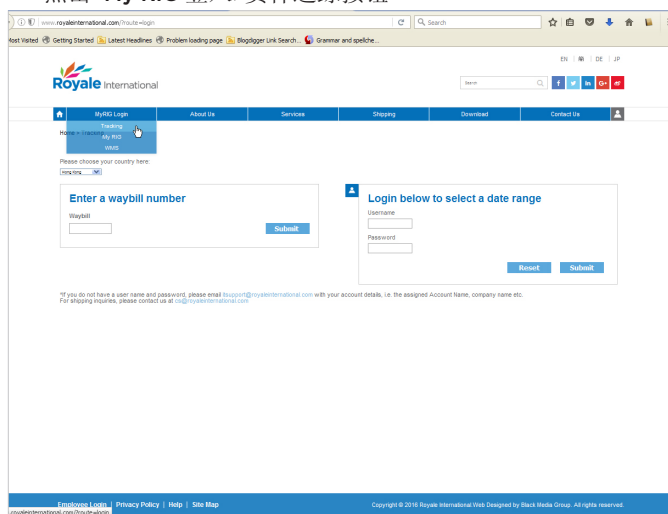 www.royaleinternational.com/?route=login
Search
Most Visited Getting Started Latest Headlines Problem loading page Blogdigger Link Search... Grammar and spellche...
EN | 简 | DE | JP
Royale International
Search
MyRIG Login About Us Services Shipping Download Contact Us
Tracking
Home > Tracking
My RIG
WMS
Please choose your country here:
Hong Kong
Enter a waybill number
Waybill
Submit
Login below to select a date range
Username
Password
Reset Submit
*If you do not have a user name and password, please email itsupport@royaleinternational.com with your account details, i.e. the assigned Account Name, company name etc.
For shipping inquiries, please contact us at cs@royaleinternational.com
Employee Login | Privacy Policy | Help | Site Map
Copyright © 2016 Royale International.Web Designed by Black Media Group. All rights reserved.
royaleinternational.com/?route=login